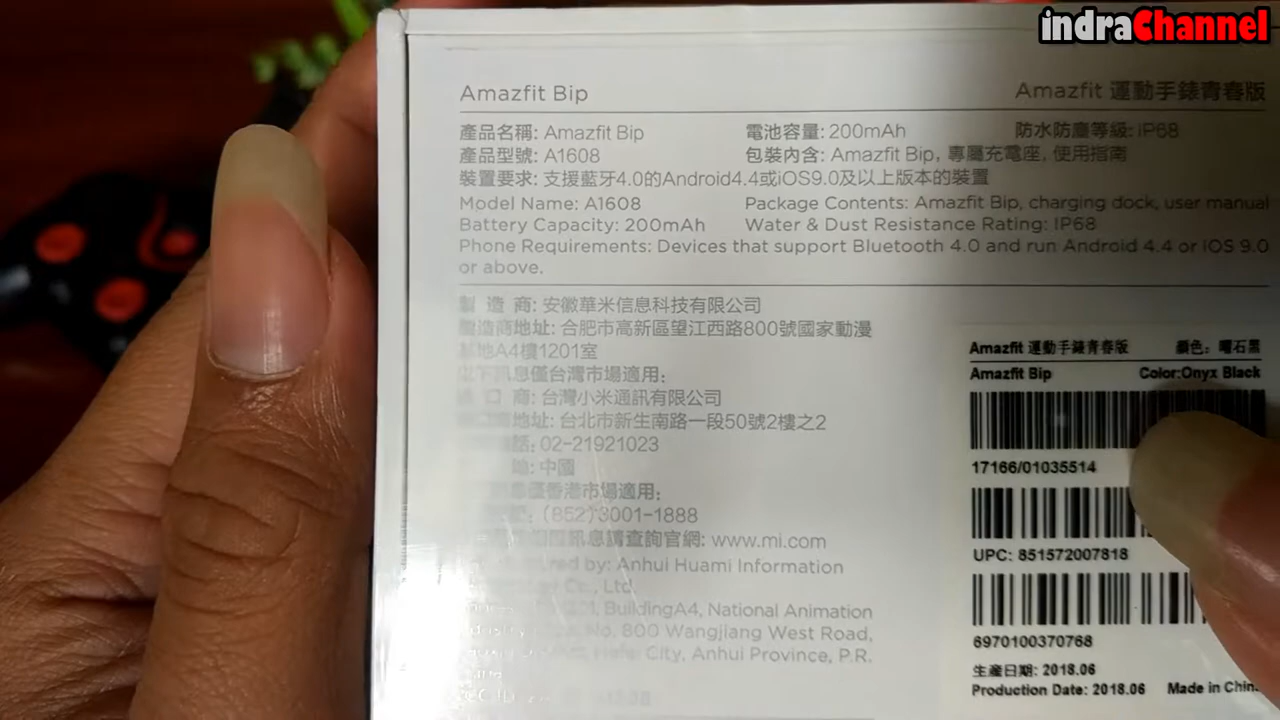 indraChannel
Amazfit Bip
Amazfit 運動手錶青春版
產品名稱: Amazfit Bip
電池容量: 200mAh
防水防塵等級: IP68
產品型號: A1608
包裝內含: Amazfit Bip, 專屬充電座, 使用指南
裝置要求: 支援藍牙4.0的Android4.4或iOS9.0及以上版本的裝置
Model Name: A1608
Package Contents: Amazfit Bip, charging dock, user manual
Battery Capacity: 200mAh
Water & Dust Resistance Rating: IP68
Phone Requirements: Devices that support Bluetooth 4.0 and run Android 4.4 or iOS 9.0
or above.
製 造 商: 安徽華米信息科技有限公司
製造商地址: 合肥市高新區望江西路800號國家動漫
基地A4樓1201室
以下訊息僅台灣市場適用:
口 商: 台灣小米通訊有限公司
商地址: 台北市新生南路一段50號2樓之2
話: 02-21921023
地: 中國
僅香港市場適用:
(852)3001-1888
訊息請查詢官網: www.mi.com
by: Anhui Huami Information
Co., Ltd.
BuildingA4, National Animation
No. 800 Wangjiang West Road,
Hefei City, Anhui Province, P.R.
Amazfit 運動手錶青春版
顏色: 曜石黑
Amazfit Bip
Color:Onyx Black
17166/01035514
UPC: 851572007818
6970100370768
生產日期: 2018.06
Production Date: 2018.06
Made in